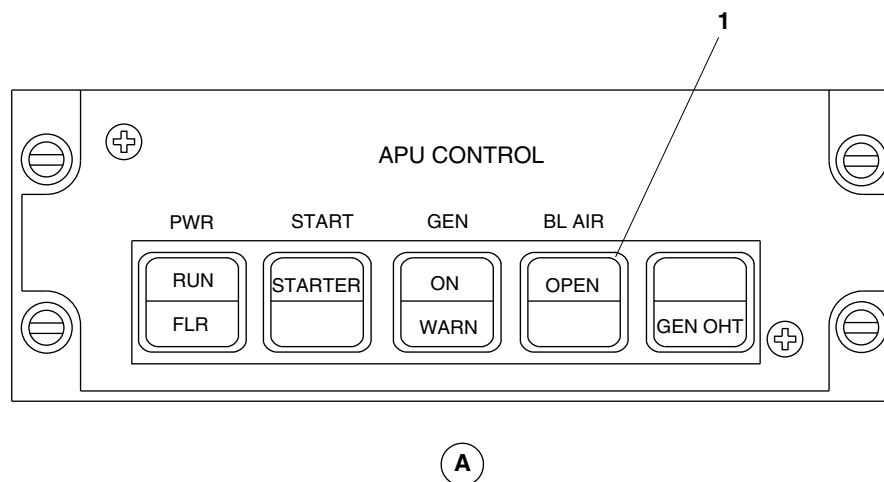 1
APU CONTROL
PWR START GEN BL AIR
RUN STARTER ON OPEN
FLR WARN GEN OHT
A